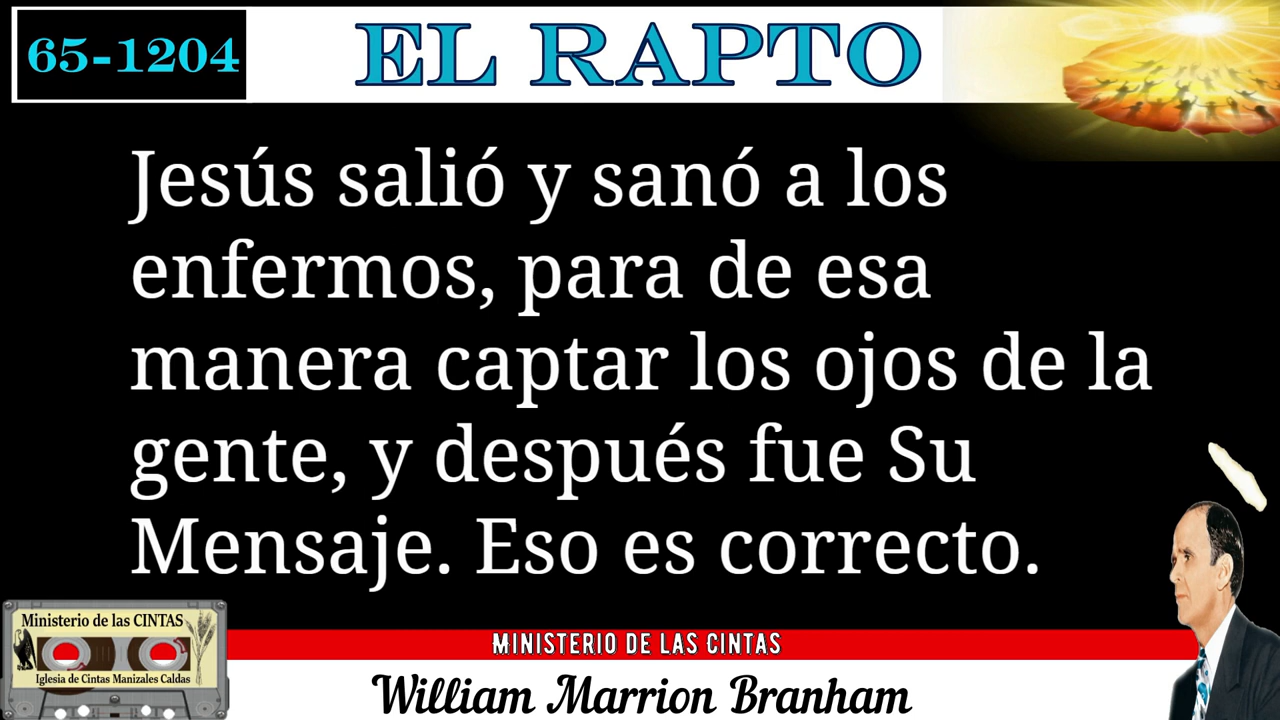 65-1204
EL RAPTO
Jesús salió y sanó a los
enfermos, para de esa
manera captar los ojos de la
gente, y después fue Su
Mensaje. Eso es correcto.
Ministerio de las CINTAS
Iglesia de Cintas Manizales Caldas
MINISTERIO DE LAS CINTAS
William Marrion Branham